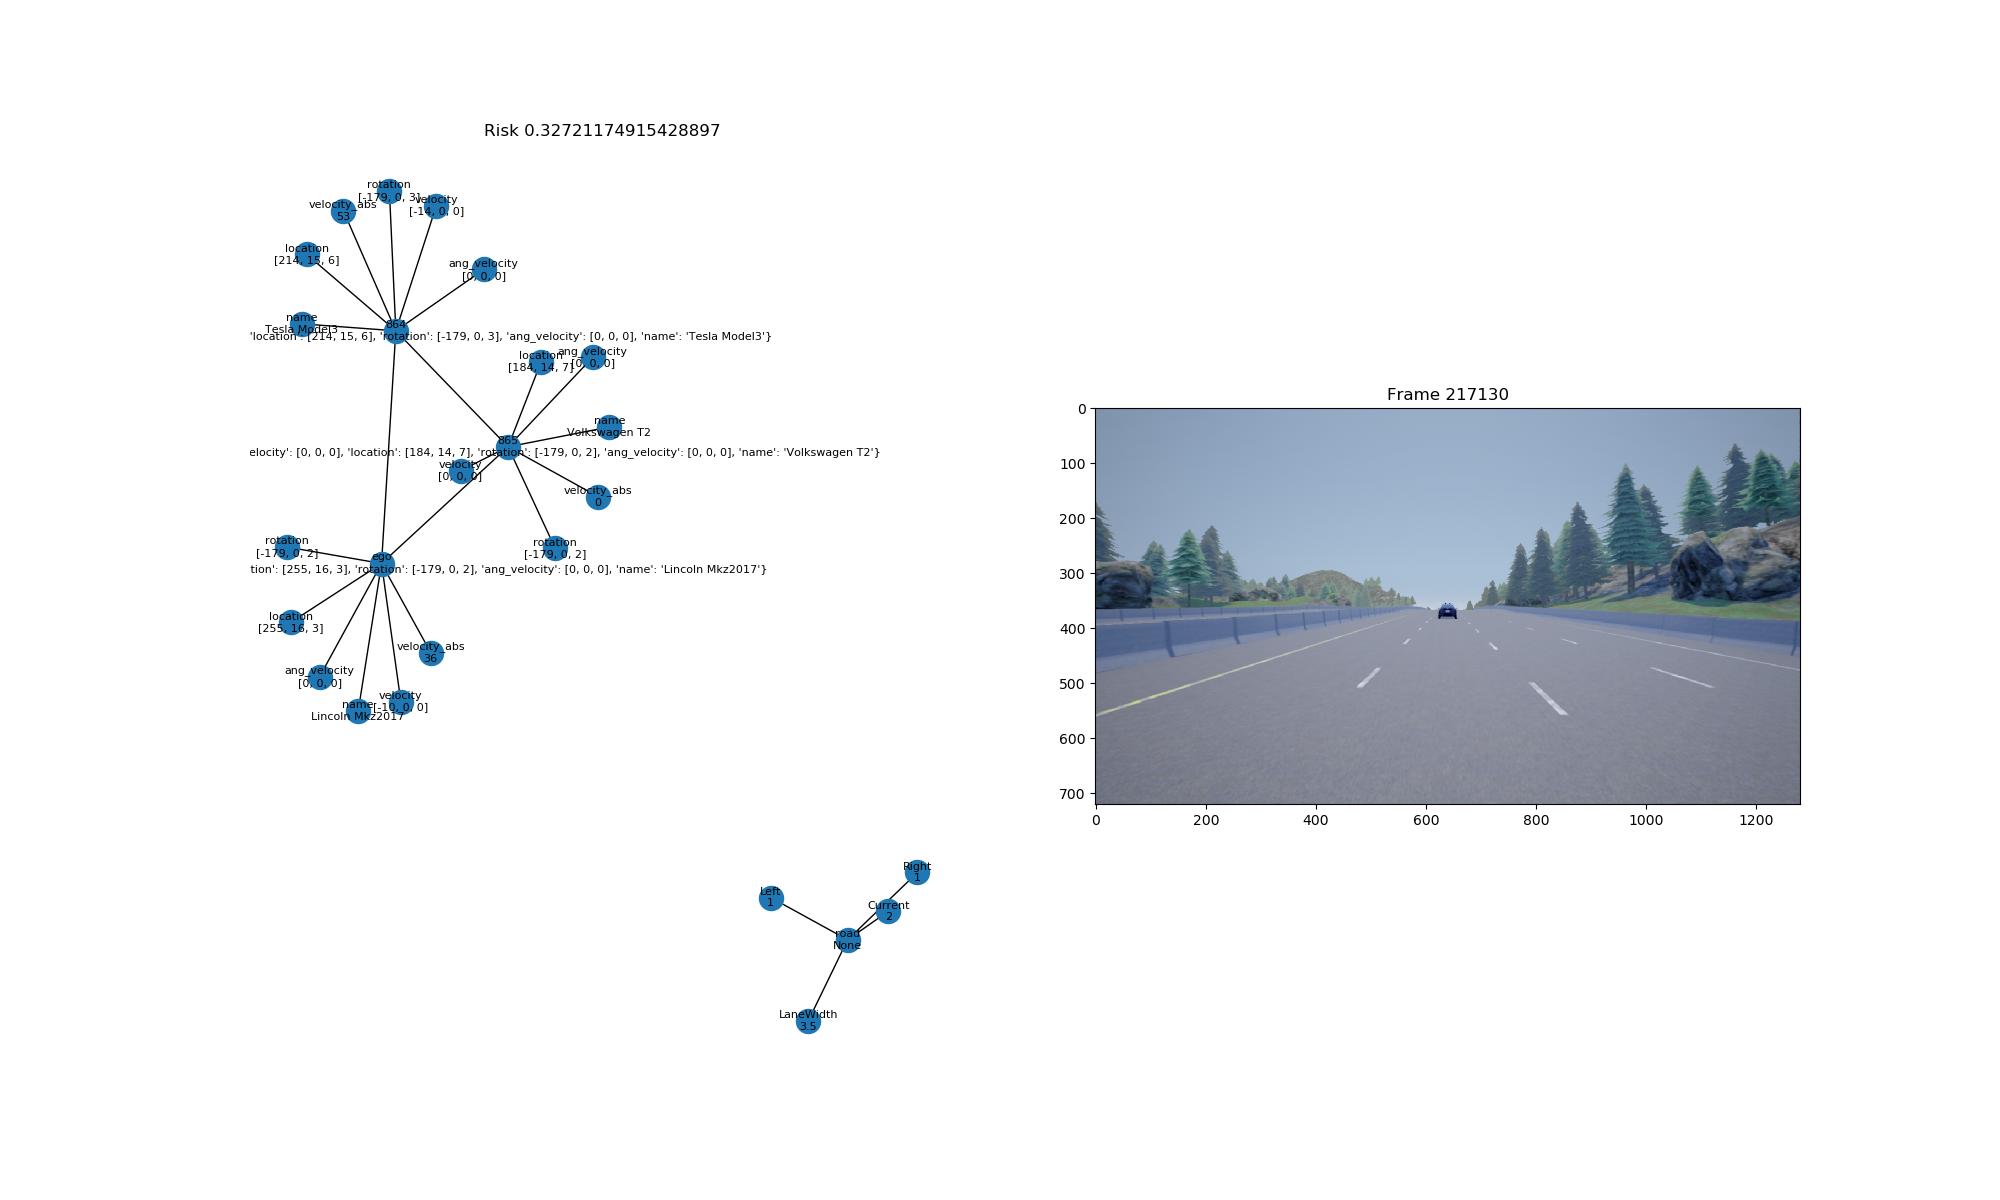 Risk 0.32721174915428897
rotation
[-179, 0, 3]
velocity_abs
53
velocity
[-14, 0, 0]
location
[214, 15, 6]
ang_velocity
[0, 0, 0]
name
Tesla Model3
864
'location': [214, 15, 6], 'rotation': [-179, 0, 3], 'ang_velocity': [0, 0, 0], 'name': 'Tesla Model3'}
location
[184, 14, 7]
ang_velocity
[0, 0, 0]
name
Volkswagen T2
865
elocity': [0, 0, 0], 'location': [184, 14, 7], 'rotation': [-179, 0, 2], 'ang_velocity': [0, 0, 0], 'name': 'Volkswagen T2'}
velocity
[0, 0, 0]
velocity_abs
0
rotation
[-179, 0, 2]
rotation
[-179, 0, 2]
ego
tion': [255, 16, 3], 'rotation': [-179, 0, 2], 'ang_velocity': [0, 0, 0], 'name': 'Lincoln Mkz2017'}
location
[255, 16, 3]
velocity_abs
36
ang_velocity
[0, 0, 0]
velocity
[-10, 0, 0]
name
Lincoln Mkz2017
Right
1
Left
1
Current
2
road
None
LaneWidth
3.5
Frame 217130
0
100
200
300
400
500
600
700
0
200
400
600
800
1000
1200